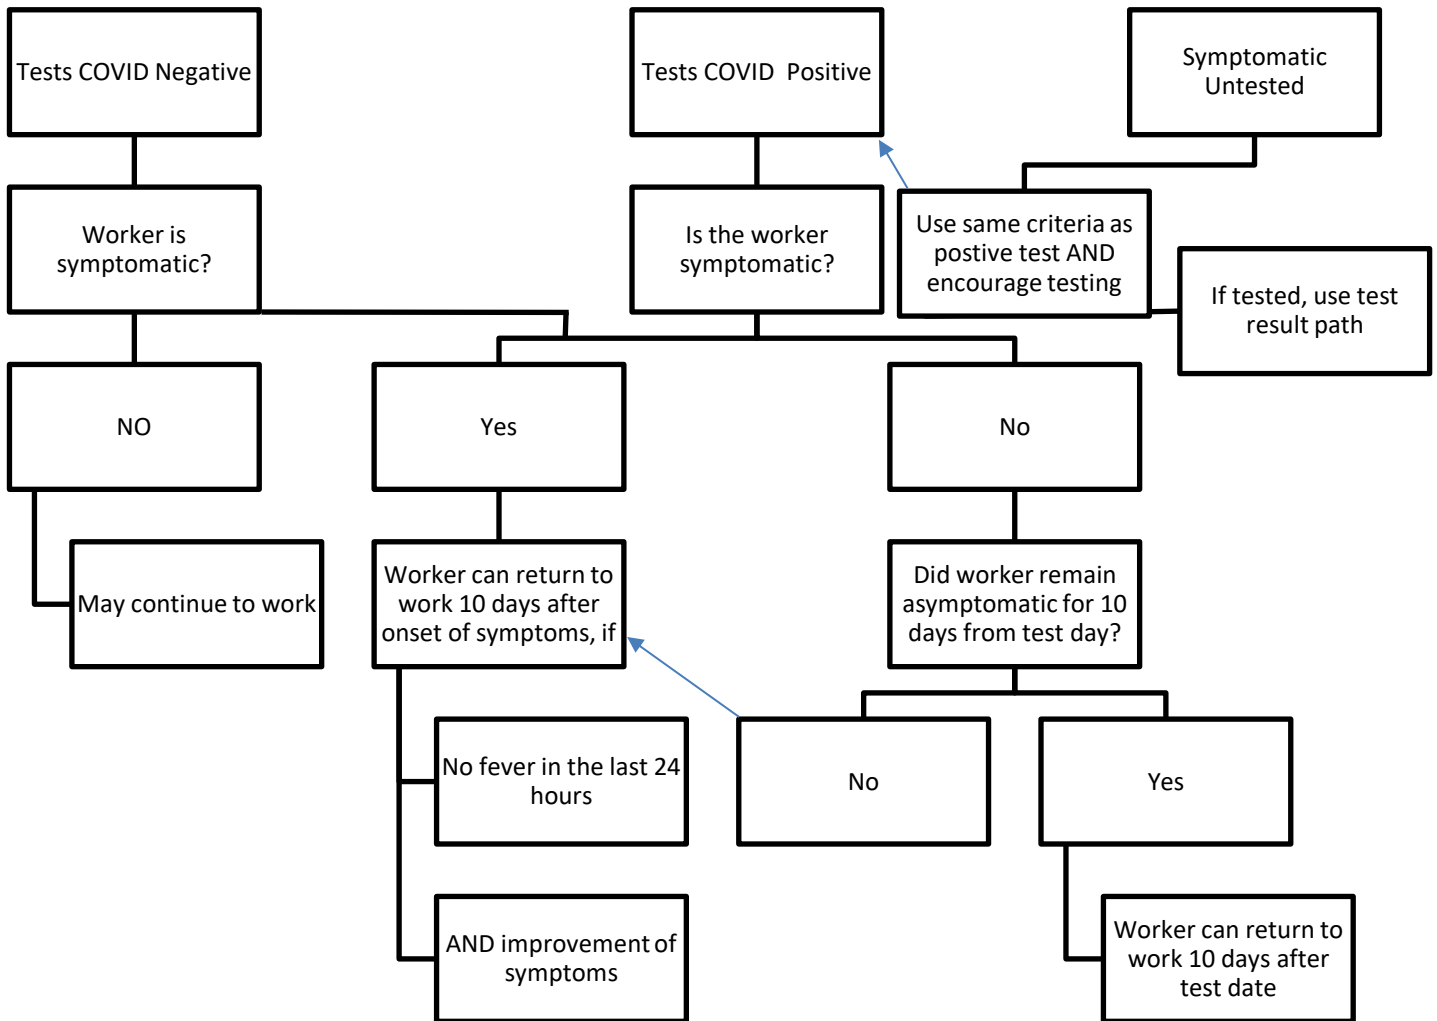 Tests COVID Negative
Tests COVID  Positive
Symptomatic
Untested
Worker is
symptomatic?
Is the worker
symptomatic?
Use same criteria as
postive test AND
encourage testing
If tested, use test
result path
NO
Yes
No
May continue to work
Worker can return to
work 10 days after
onset of symptoms, if
Did worker remain
asymptomatic for 10
days from test day?
No fever in the last 24
hours
No
Yes
AND improvement of
symptoms
Worker can return to
work 10 days after
test date